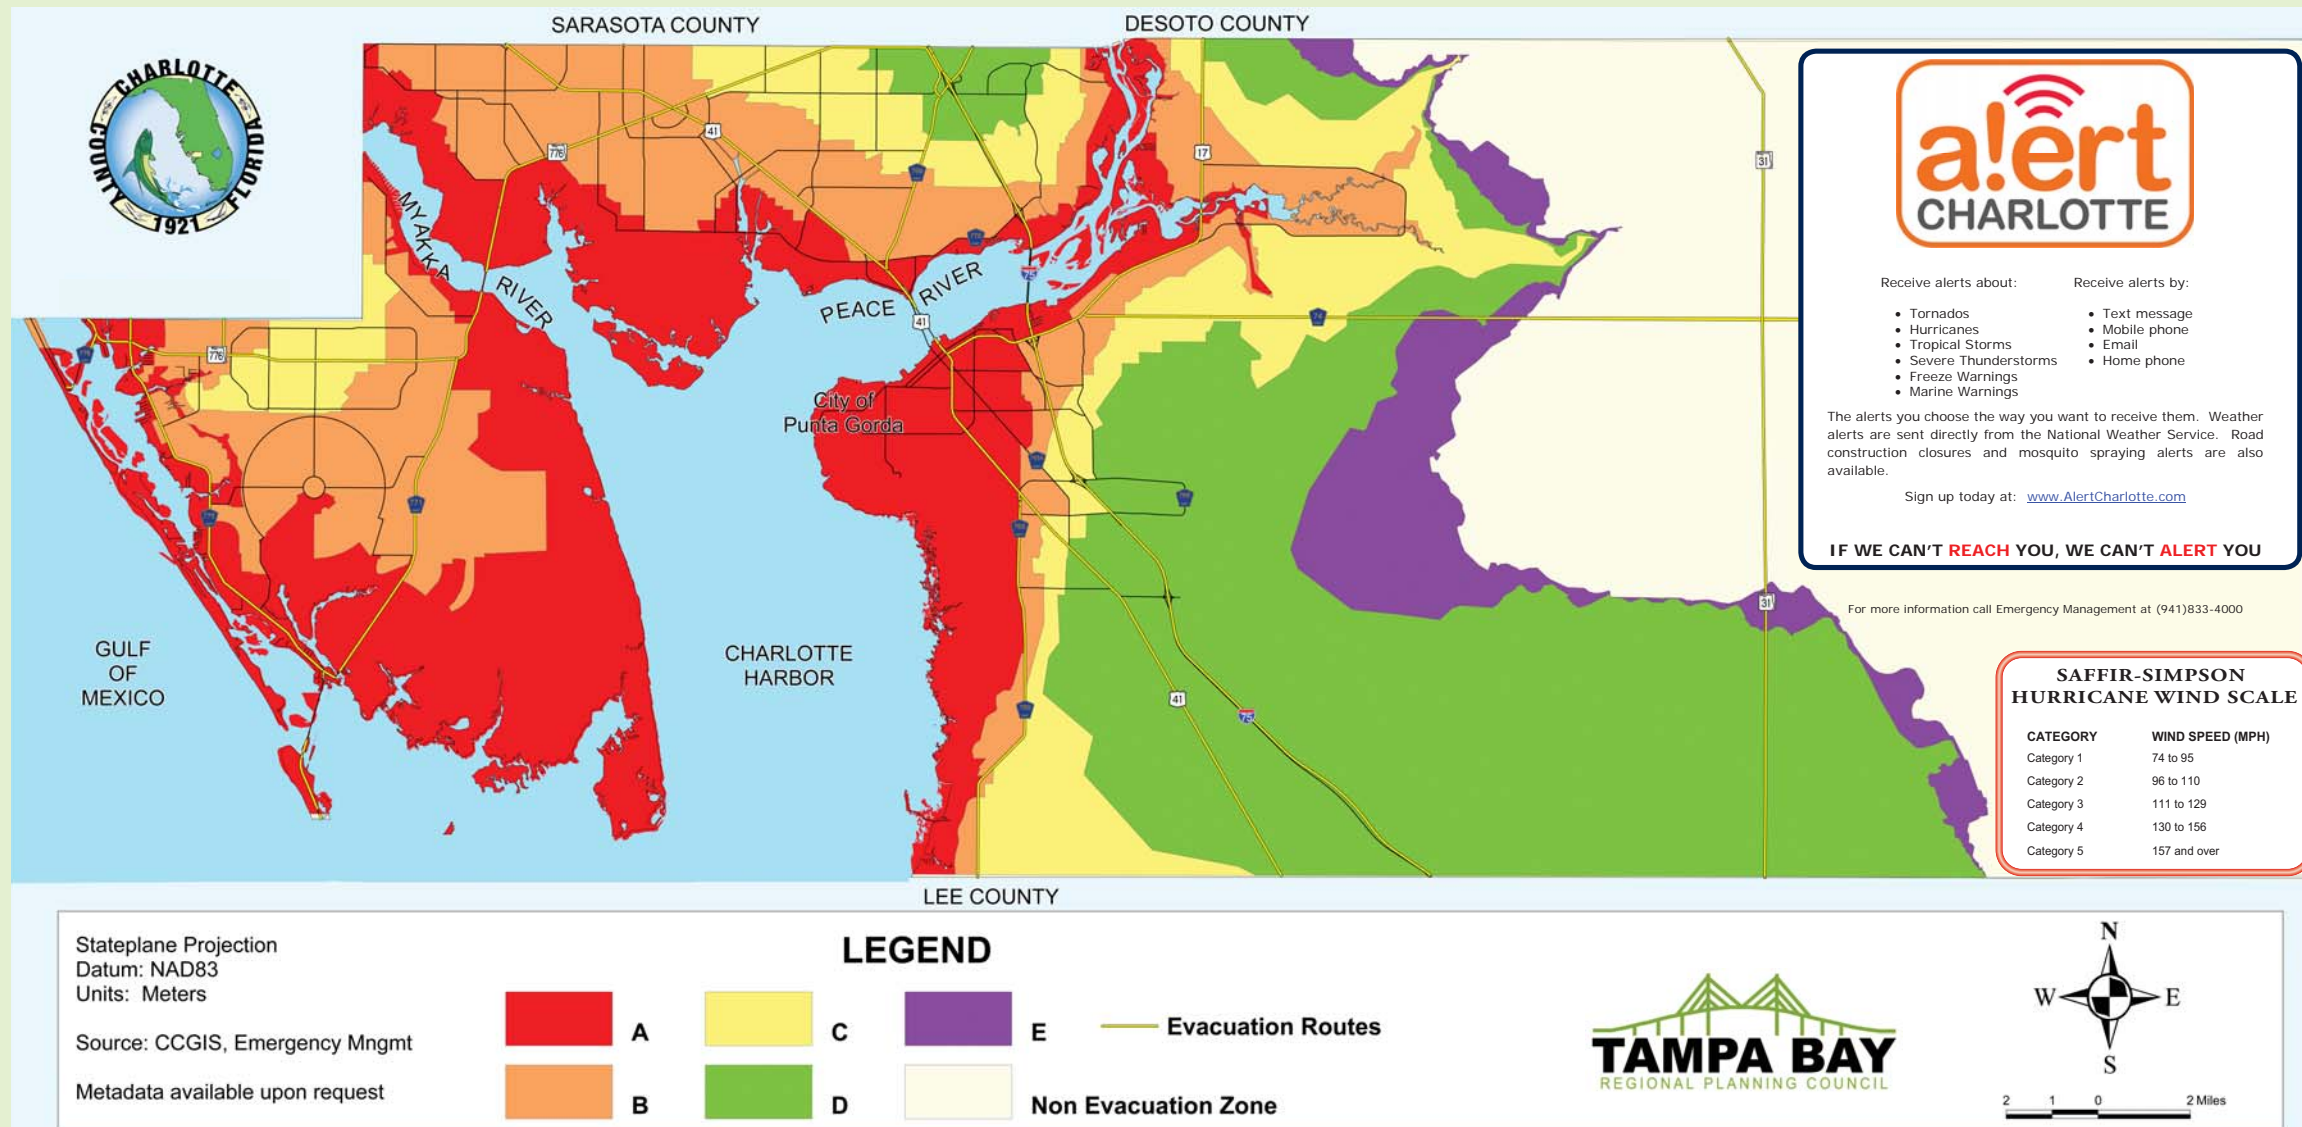 SARASOTA COUNTY
DESOTO COUNTY
CHARLOTTE
COUNTY
FLORIDA
1921
776
41
17
31
MYAKKA
RIVER
PEACE
RIVER
75
41
74
776
City of
Punta Gorda
771
31
GULF
OF
MEXICO
CHARLOTTE
HARBOR
41
75
LEE COUNTY
a!ert
CHARLOTTE
Receive alerts about:
• Tornados
• Hurricanes
• Tropical Storms
• Severe Thunderstorms
• Freeze Warnings
• Marine Warnings
Receive alerts by:
• Text message
• Mobile phone
• Email
• Home phone
The alerts you choose the way you want to receive them. Weather
alerts are sent directly from the National Weather Service. Road
construction closures and mosquito spraying alerts are also
available.
Sign up today at: www.AlertCharlotte.com
IF WE CAN'T REACH YOU, WE CAN'T ALERT YOU
For more information call Emergency Management at (941)833-4000
SAFFIR-SIMPSON
HURRICANE WIND SCALE
CATEGORY WIND SPEED (MPH)
Category 1 74 to 95
Category 2 96 to 110
Category 3 111 to 129
Category 4 130 to 156
Category 5 157 and over
Stateplane Projection
Datum: NAD83
Units: Meters
Source: CCGIS, Emergency Mngmt
Metadata available upon request
LEGEND
A
C
E
Evacuation Routes
B
D
Non Evacuation Zone
TAMPA BAY
REGIONAL PLANNING COUNCIL
N
W
E
S
2 1 0 2 Miles